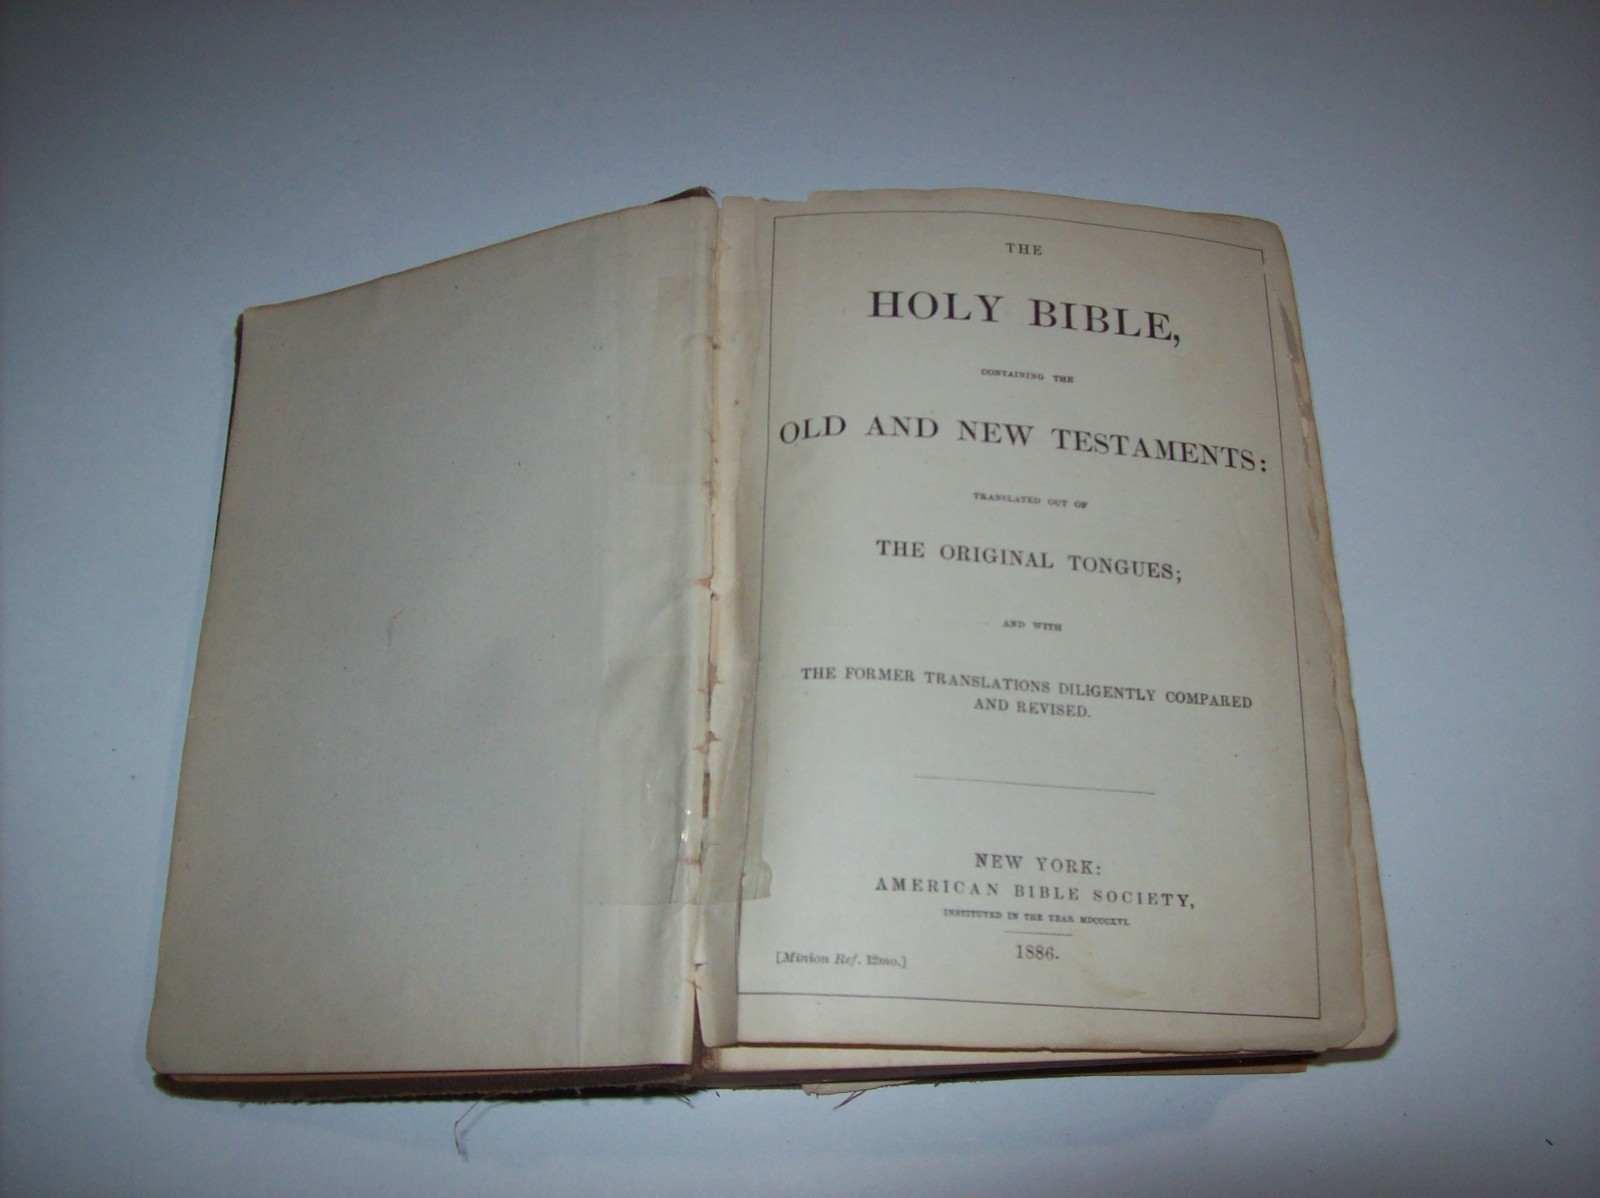 THE
HOLY BIBLE,
CONTAINING THE
OLD AND NEW TESTAMENTS:
TRANSLATED OUT OF
THE ORIGINAL TONGUES;
AND WITH
THE FORMER TRANSLATIONS DILIGENTLY COMPARED
AND REVISED.
NEW YORK:
AMERICAN BIBLE SOCIETY,
INSTITUTED IN THE YEAR MDCCCXVI.
1886.
[Minion Ref. 12mo.]